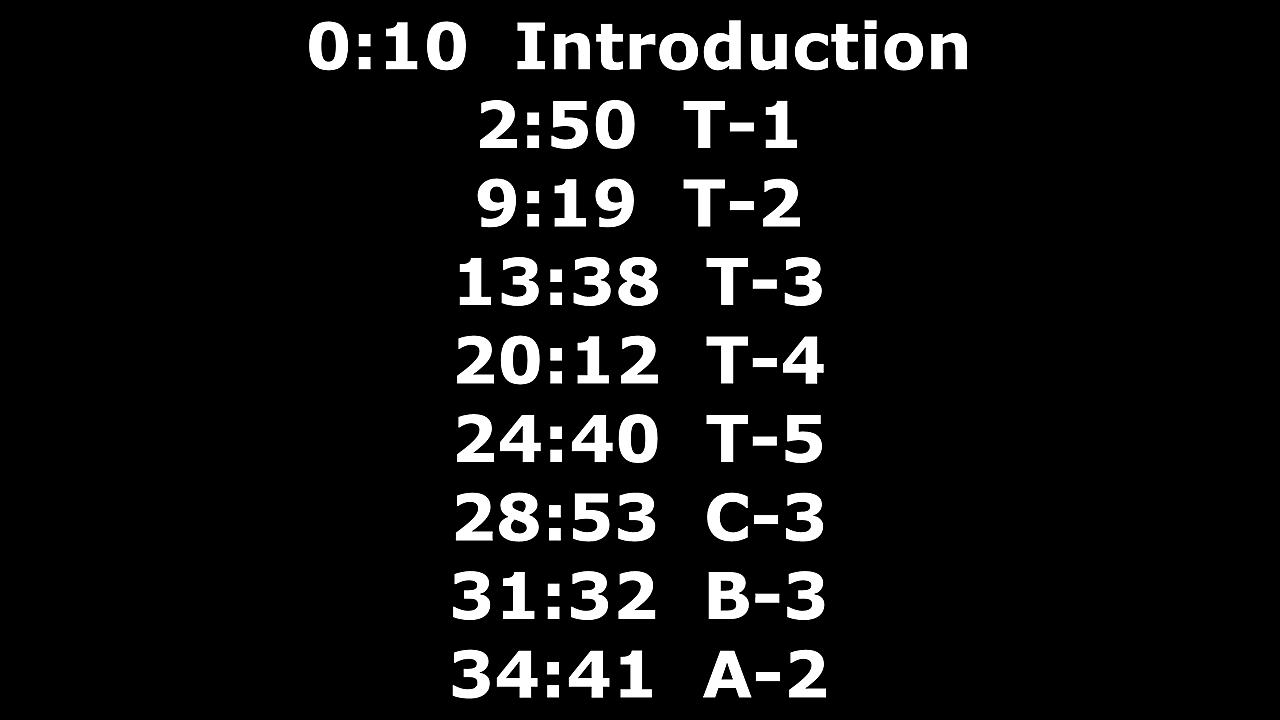 0:10 Introduction
2:50 T-1
9:19 T-2
13:38 T-3
20:12 T-4
24:40 T-5
28:53 C-3
31:32 B-3
34:41 A-2